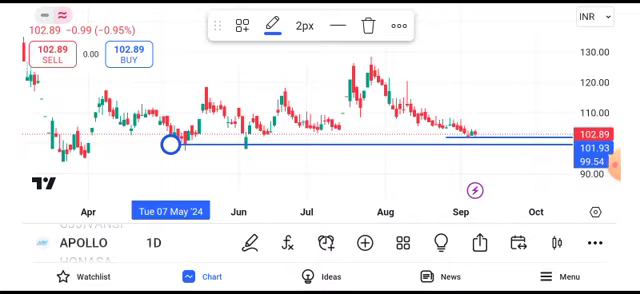 2px
INR
102.89 -0.99 (-0.95%)
102.89
SELL
0.00
102.89
BUY
130.00
120.00
110.00
102.89
101.93
99.54
90.00
Apr
Tue 07 May '24
Jun
Jul
Aug
Sep
Oct
UJJIVANSF
APOLLO
1D
HONASA
Watchlist
Chart
Ideas
News
Menu